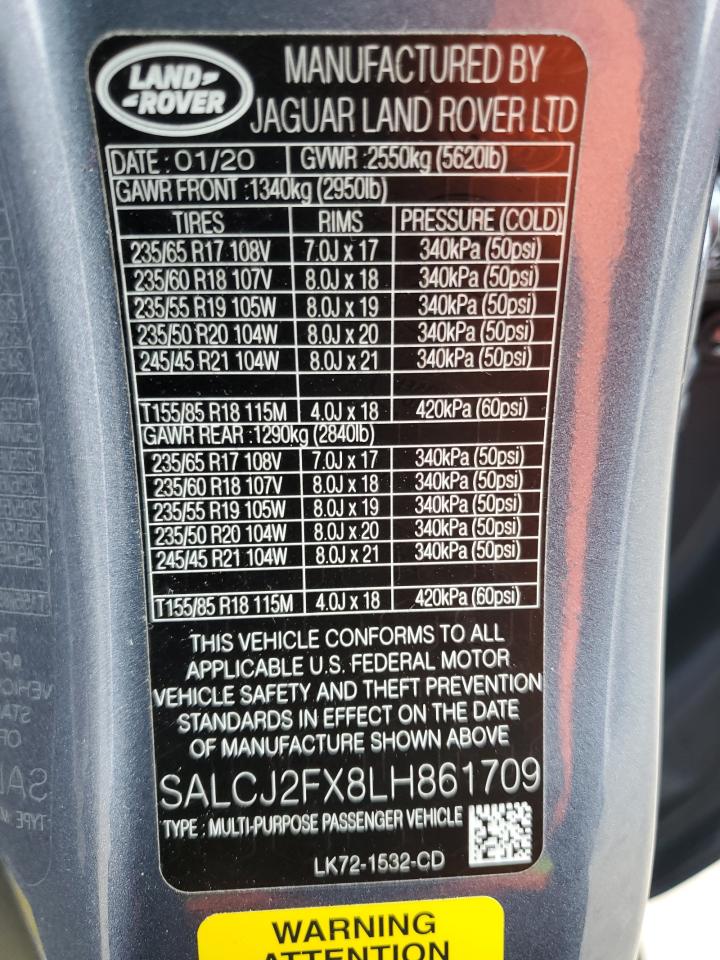 LAND ROVER
MANUFACTURED BY
JAGUAR LAND ROVER LTD
DATE : 01/20 GVWR : 2550kg (5620lb)
GAWR FRONT : 1340kg (2950lb)
TIRES RIMS PRESSURE (COLD)
235/65 R17 108V 7.0J x 17 340kPa (50psi)
235/60 R18 107V 8.0J x 18 340kPa (50psi)
235/55 R19 105W 8.0J x 19 340kPa (50psi)
235/50 R20 104W 8.0J x 20 340kPa (50psi)
245/45 R21 104W 8.0J x 21 340kPa (50psi)
T155/85 R18 115M 4.0J x 18 420kPa (60psi)
GAWR REAR : 1290kg (2840lb)
235/65 R17 108V 7.0J x 17 340kPa (50psi)
235/60 R18 107V 8.0J x 18 340kPa (50psi)
235/55 R19 105W 8.0J x 19 340kPa (50psi)
235/50 R20 104W 8.0J x 20 340kPa (50psi)
245/45 R21 104W 8.0J x 21 340kPa (50psi)
T155/85 R18 115M 4.0J x 18 420kPa (60psi)
THIS VEHICLE CONFORMS TO ALL
APPLICABLE U.S. FEDERAL MOTOR
VEHICLE SAFETY AND THEFT PREVENTION
STANDARDS IN EFFECT ON THE DATE
OF MANUFACTURE SHOWN ABOVE
SALCJ2FX8LH861709
TYPE : MULTI-PURPOSE PASSENGER VEHICLE
LK72-1532-CD
WARNING
ATTENTION